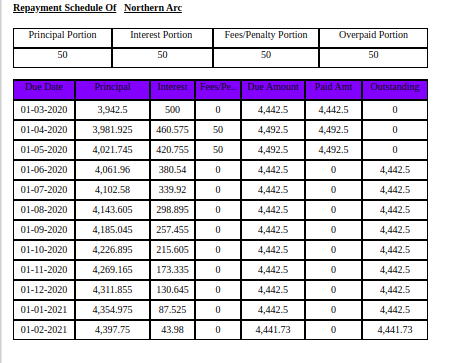 Repayment Schedule Of Northern Arc
Principal Portion Interest Portion Fees/Penalty Portion Overpaid Portion
50 50 50 50
Due Date Principal Interest Fees/Pe.. Due Amount Paid Amt Outstanding
01-03-2020 3,942.5 500 0 4,442.5 4,442.5 0
01-04-2020 3,981.925 460.575 50 4,492.5 4,492.5 0
01-05-2020 4,021.745 420.755 50 4,492.5 4,492.5 0
01-06-2020 4,061.96 380.54 0 4,442.5 0 4,442.5
01-07-2020 4,102.58 339.92 0 4,442.5 0 4,442.5
01-08-2020 4,143.605 298.895 0 4,442.5 0 4,442.5
01-09-2020 4,185.045 257.455 0 4,442.5 0 4,442.5
01-10-2020 4,226.895 215.605 0 4,442.5 0 4,442.5
01-11-2020 4,269.165 173.335 0 4,442.5 0 4,442.5
01-12-2020 4,311.855 130.645 0 4,442.5 0 4,442.5
01-01-2021 4,354.975 87.525 0 4,442.5 0 4,442.5
01-02-2021 4,397.75 43.98 0 4,441.73 0 4,441.73